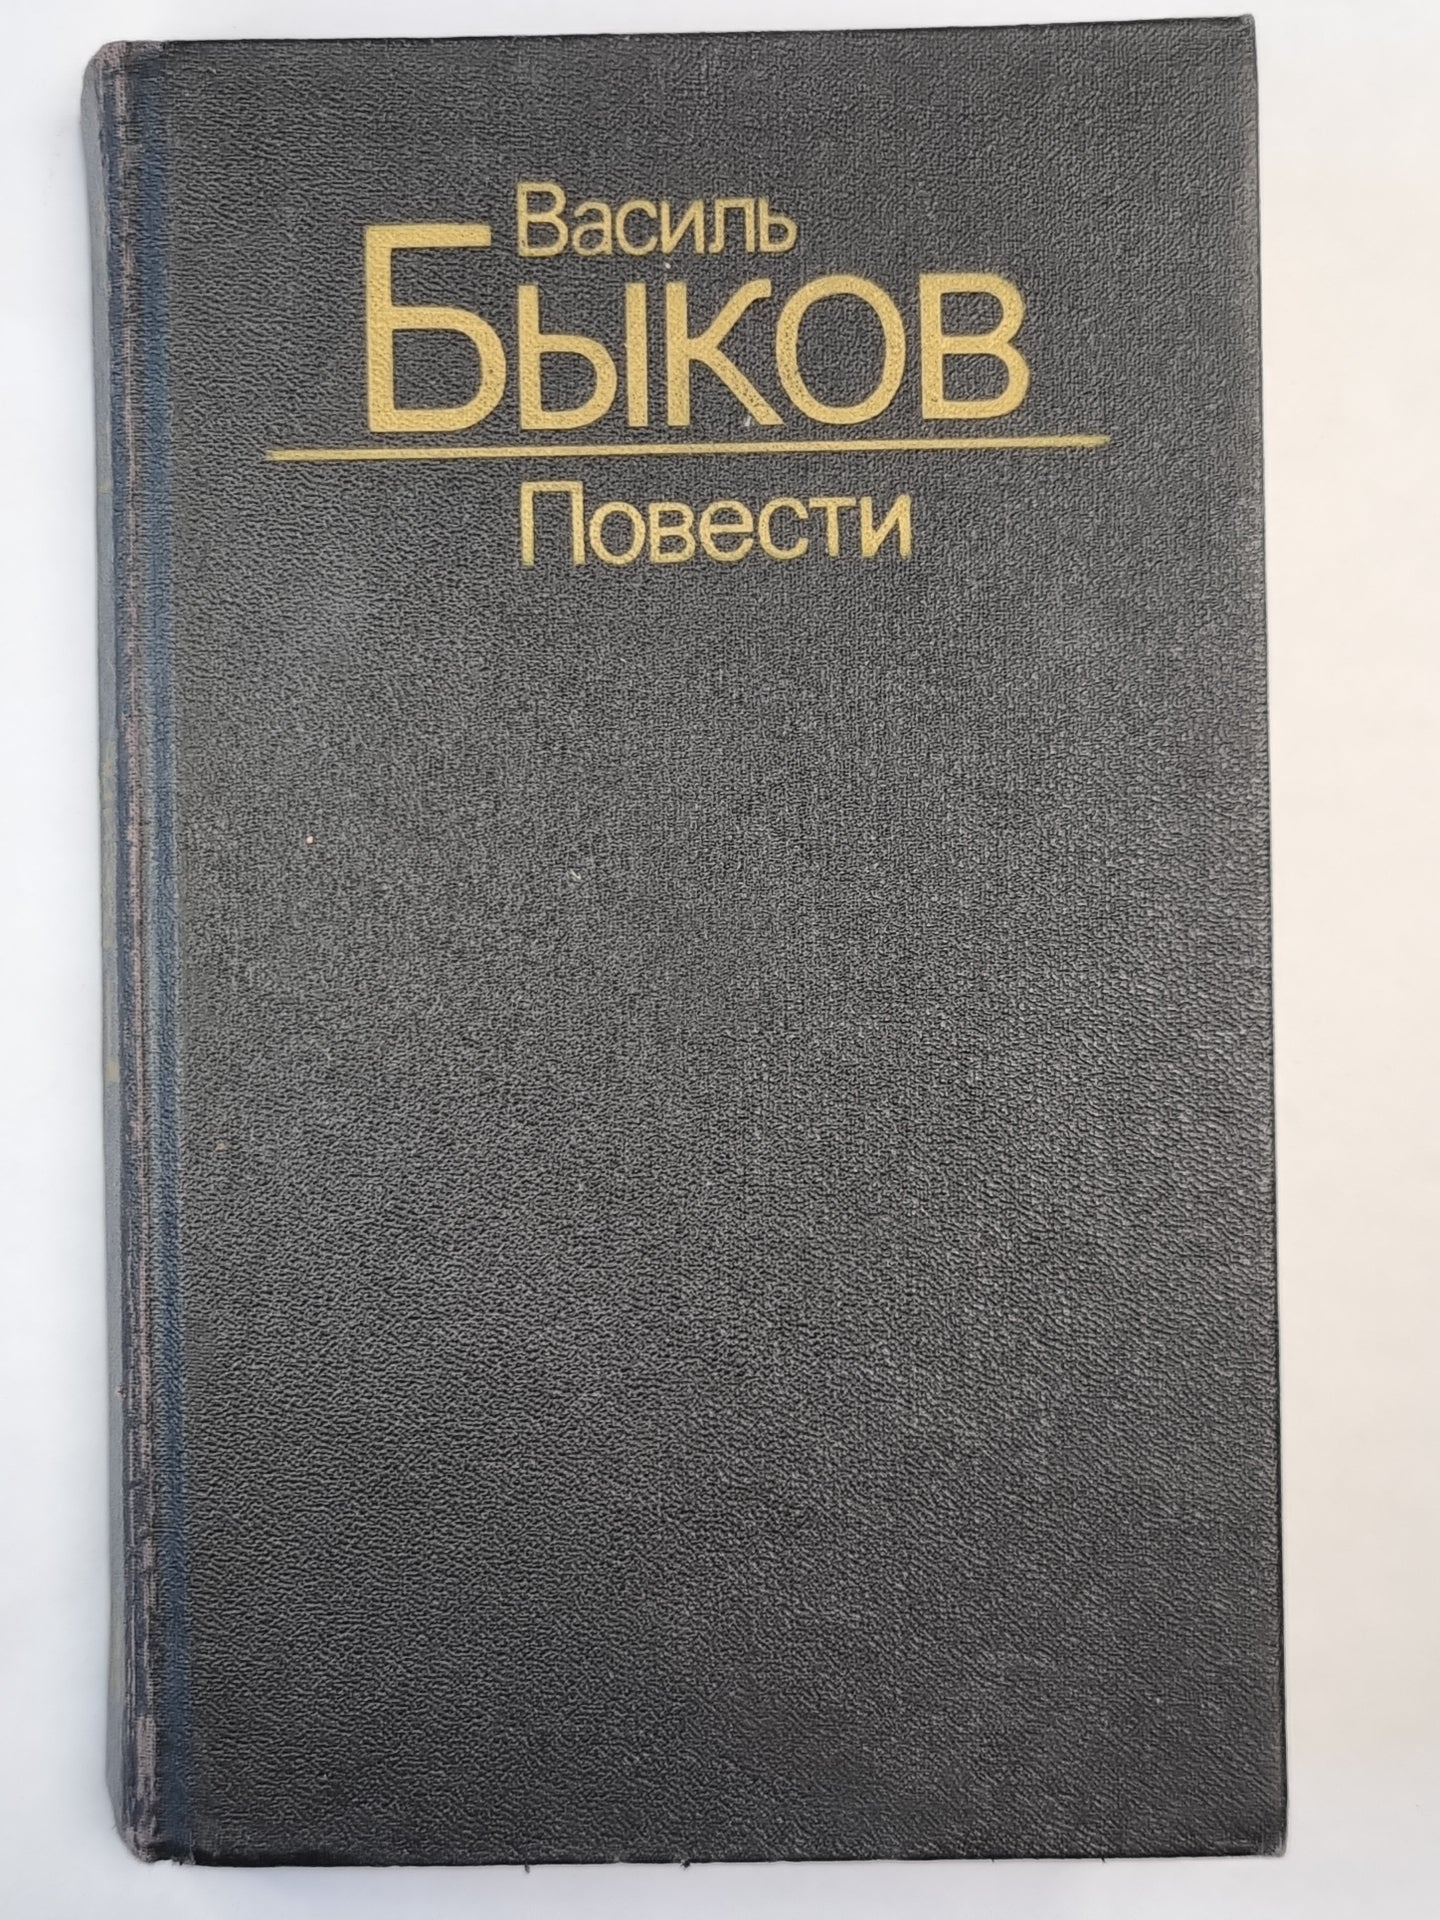 Василь
Быков
Повести